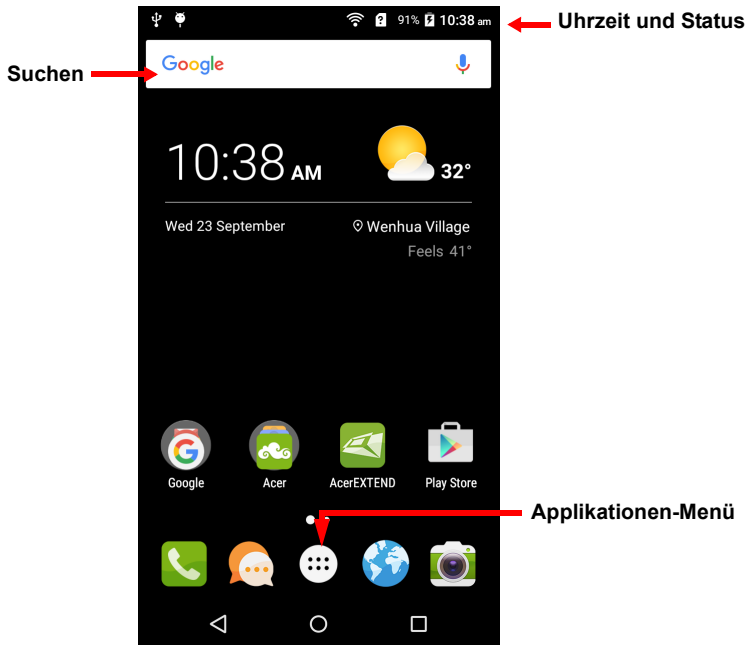 91% 10:38 am
Uhrzeit und Status
Suchen
Google
10:38 AM
32°
Wed 23 September
Wenhua Village
Feels 41°
Google
Acer
AcerEXTEND
Play Store
Applikationen-Menü